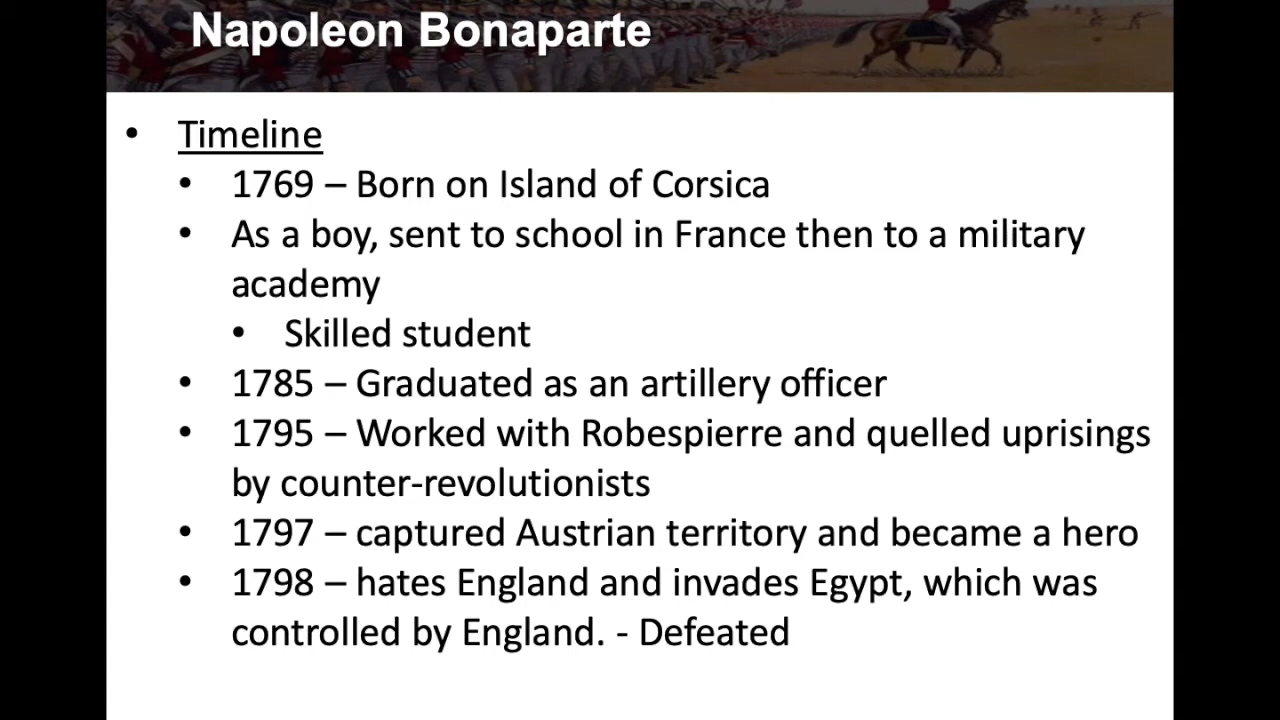 Napoleon Bonaparte
• Timeline
• 1769 – Born on Island of Corsica
• As a boy, sent to school in France then to a military
academy
• Skilled student
• 1785 – Graduated as an artillery officer
• 1795 – Worked with Robespierre and quelled uprisings
by counter-revolutionists
• 1797 – captured Austrian territory and became a hero
• 1798 – hates England and invades Egypt, which was
controlled by England. - Defeated